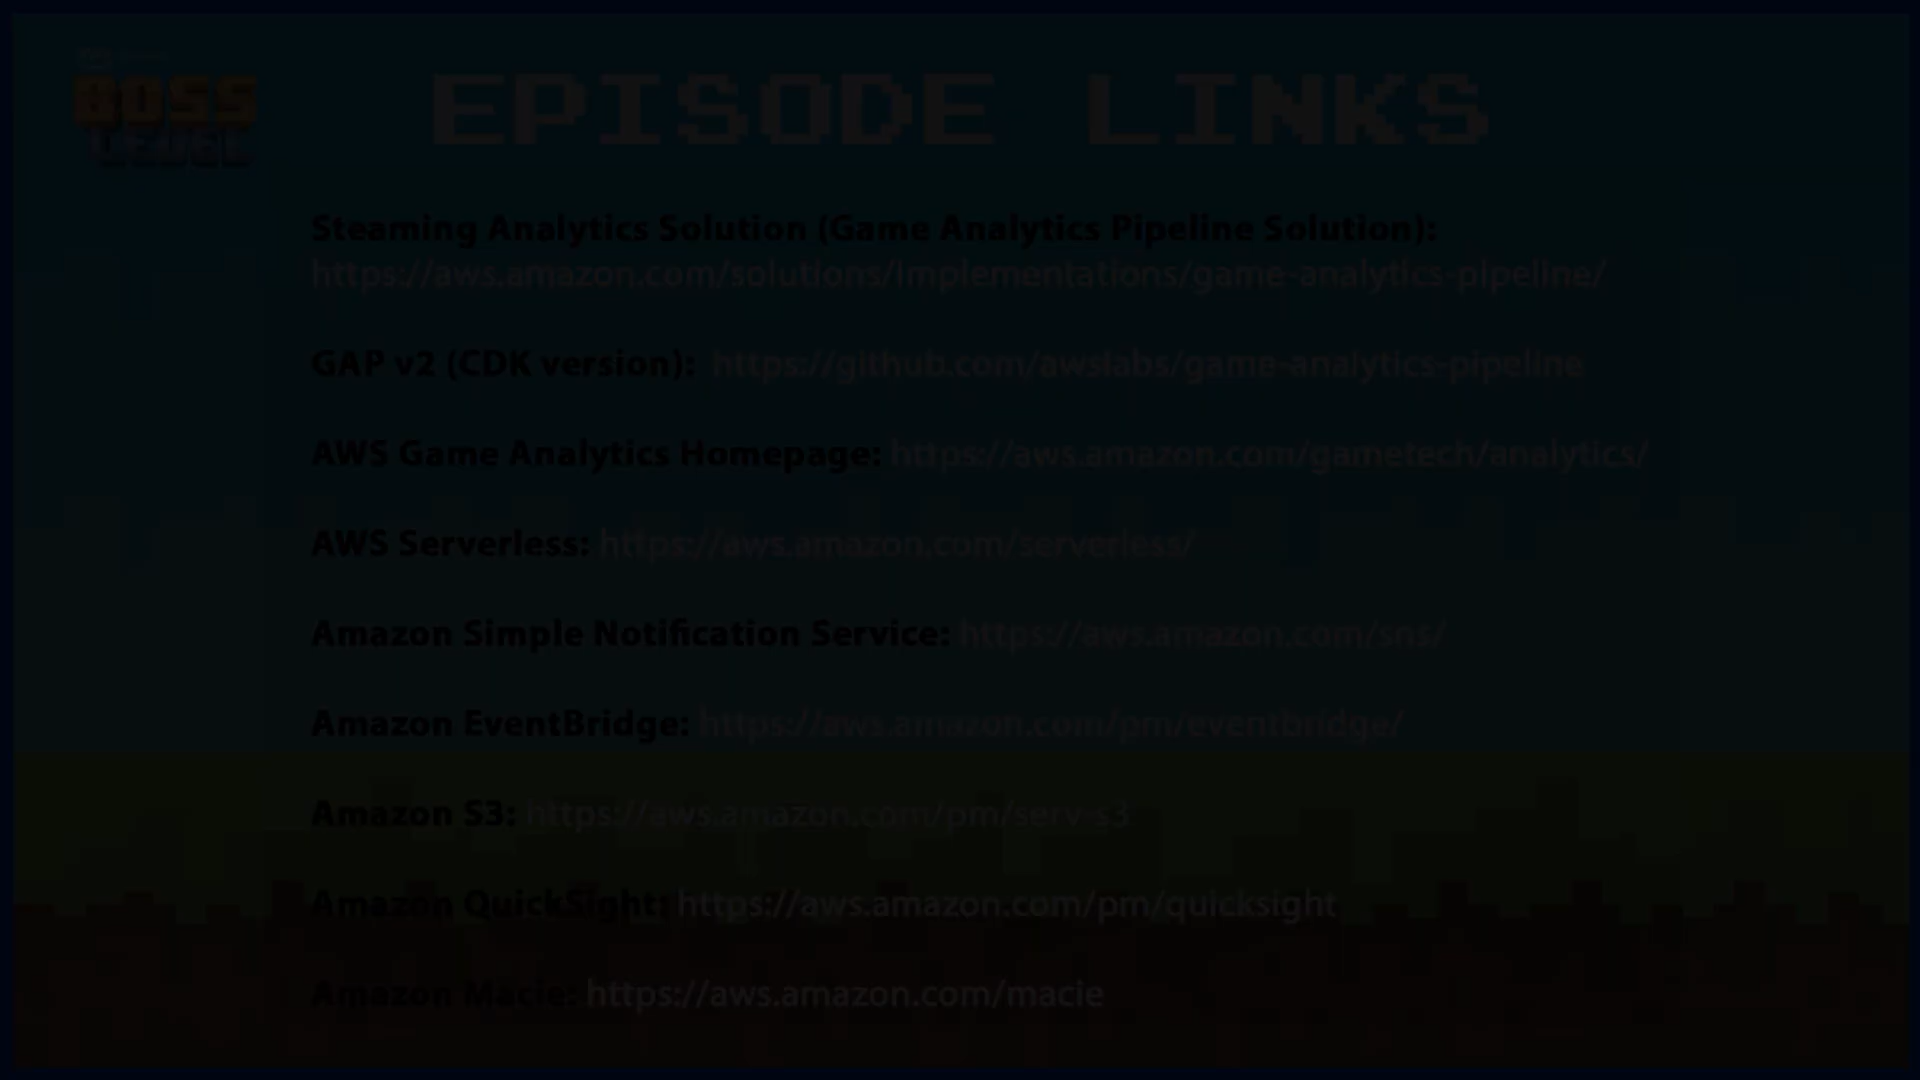 BOSS
LEVEL
EPISODE LINKS
Steaming Analytics Solution (Game Analytics Pipeline Solution):
https://aws.amazon.com/solutions/implementations/game-analytics-pipeline/
GAP v2 (CDK version): https://github.com/awslabs/game-analytics-pipeline
AWS Game Analytics Homepage: https://aws.amazon.com/gametech/analytics/
AWS Serverless: https://aws.amazon.com/serverless/
Amazon Simple Notification Service: https://aws.amazon.com/sns/
Amazon EventBridge: https://aws.amazon.com/pm/eventbridge/
Amazon S3: https://aws.amazon.com/pm/serv-s3
Amazon QuickSight: https://aws.amazon.com/pm/quicksight
Amazon Macie: https://aws.amazon.com/macie